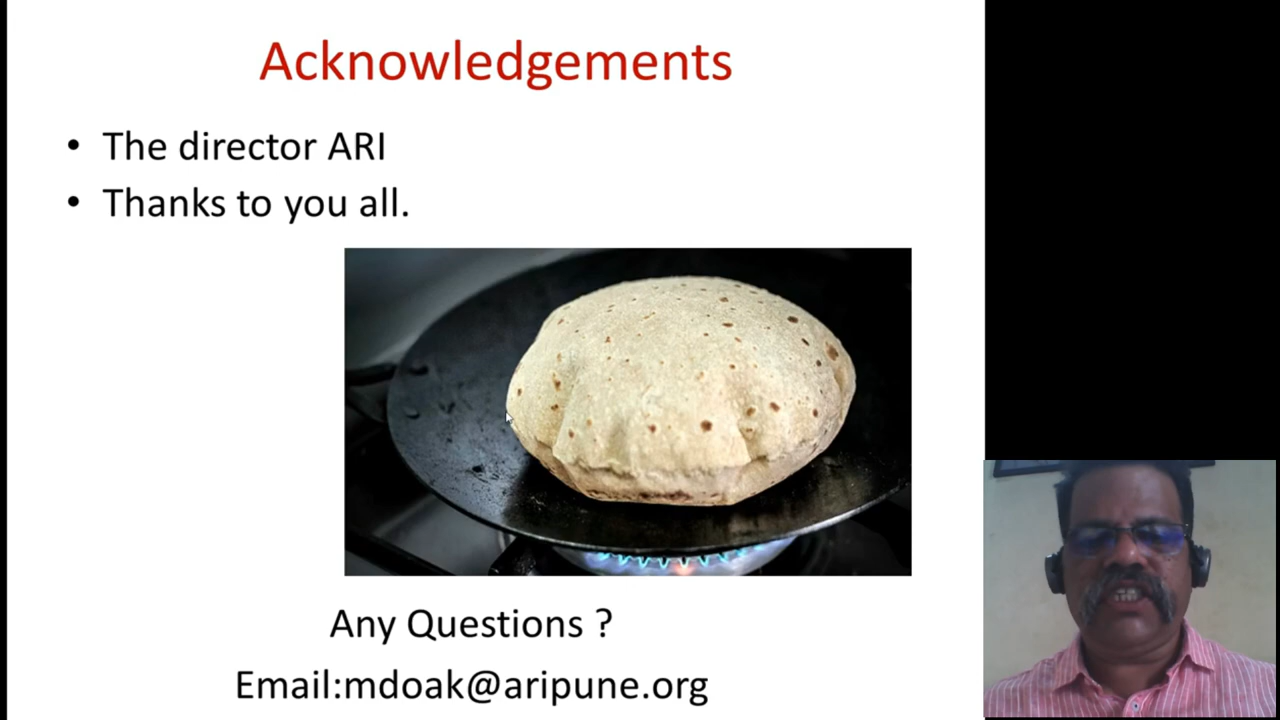 Acknowledgements
• The director ARI
• Thanks to you all.
Any Questions ?
Email:mdoak@aripune.org